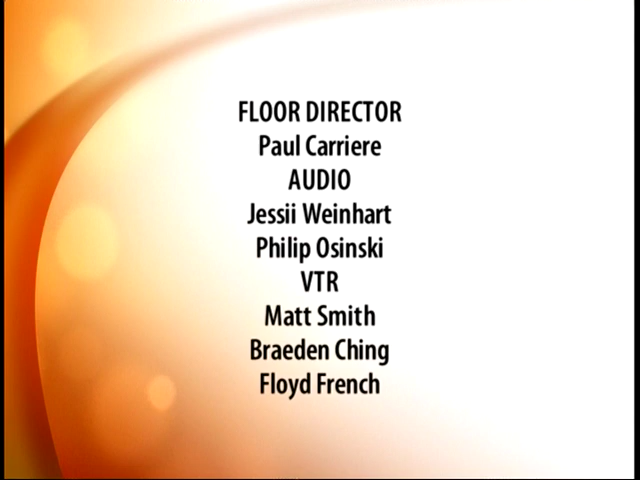 FLOOR DIRECTOR
Paul Carriere
AUDIO
Jessii Weinhart
Philip Osinski
VTR
Matt Smith
Braeden Ching
Floyd French